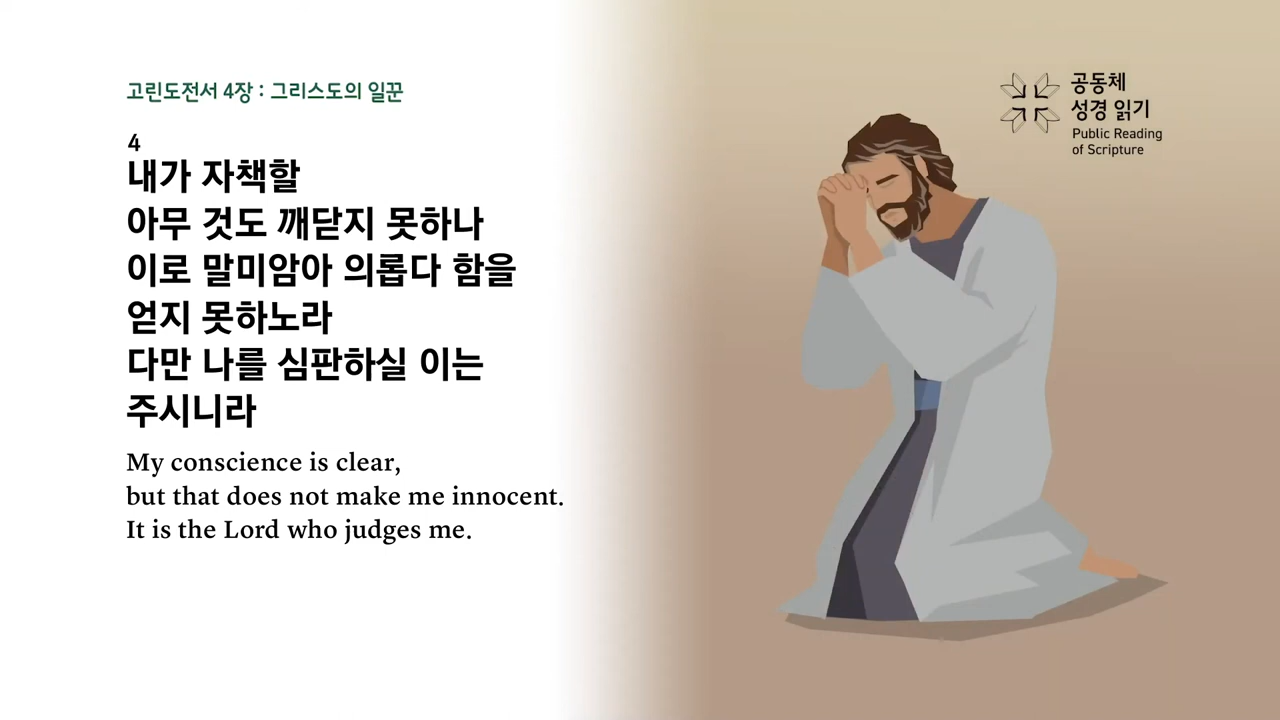 고린도전서 4장 : 그리스도의 일꾼
4
내가 자책할
아무 것도 깨닫지 못하나
이로 말미암아 의롭다 함을
얻지 못하노라
다만 나를 심판하실 이는
주시니라
My conscience is clear,
but that does not make me innocent.
It is the Lord who judges me.
공동체
성경 읽기
Public Reading
of Scripture